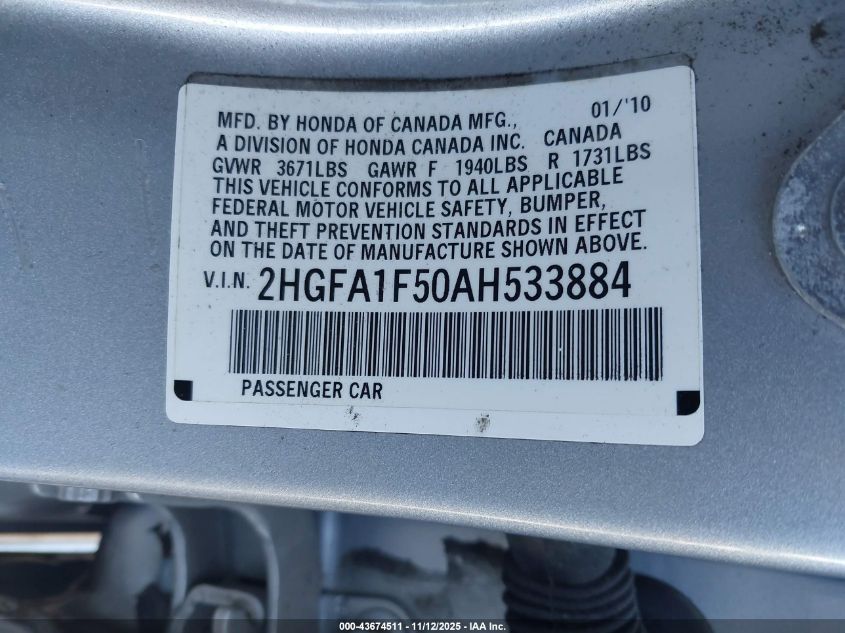 01/'10
MFD. BY HONDA OF CANADA MFG.,
A DIVISION OF HONDA CANADA INC. CANADA
GVWR 3671LBS GAWR F 1940LBS R 1731LBS
THIS VEHICLE CONFORMS TO ALL APPLICABLE
FEDERAL MOTOR VEHICLE SAFETY, BUMPER,
AND THEFT PREVENTION STANDARDS IN EFFECT
ON THE DATE OF MANUFACTURE SHOWN ABOVE.
V.I.N. 2HGFA1F50AH533884
PASSENGER CAR
000-43674511 - 11/12/2025 - IAA Inc.